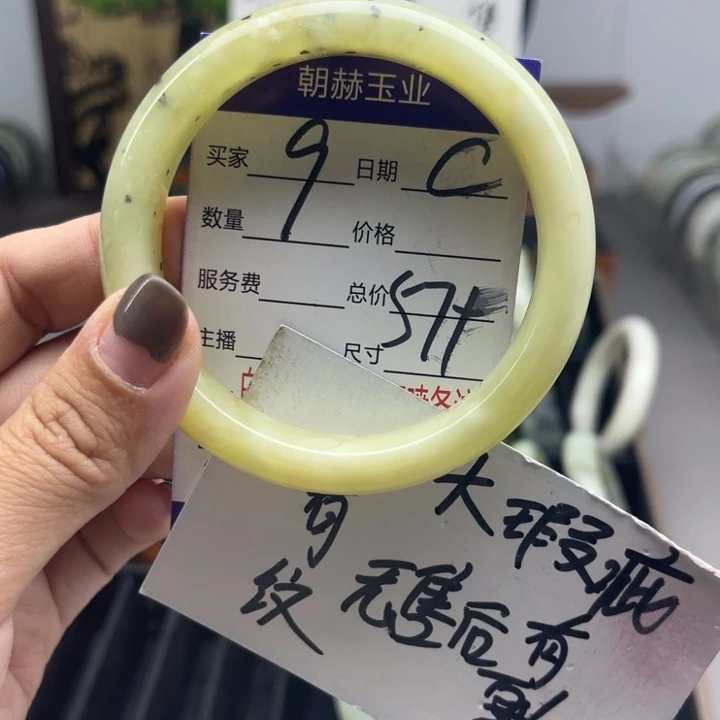 朝赫玉业
买家 9 日期 C
数量 价格
服务费 总价 57+
主播 尺寸
有 大瑕疵
纹 无售后有